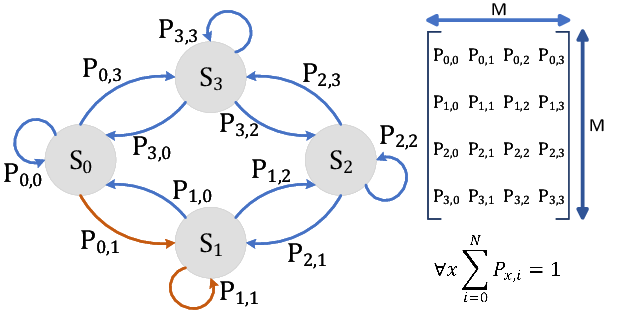 P3,3
M
P0,3
S3
P2,3
P0,0 P0,1 P0,2 P0,3
P3,2
P1,0 P1,1 P1,2 P1,3
M
P3,0
P2,2
S0
S2
P0,0
P2,0 P2,1 P2,2 P2,3
P1,0
P1,2
P3,0 P3,1 P3,2 P3,3
P0,1
S1
P2,1
P1,1
∀x ∑_{i=0}^{N} P_{x,i} = 1